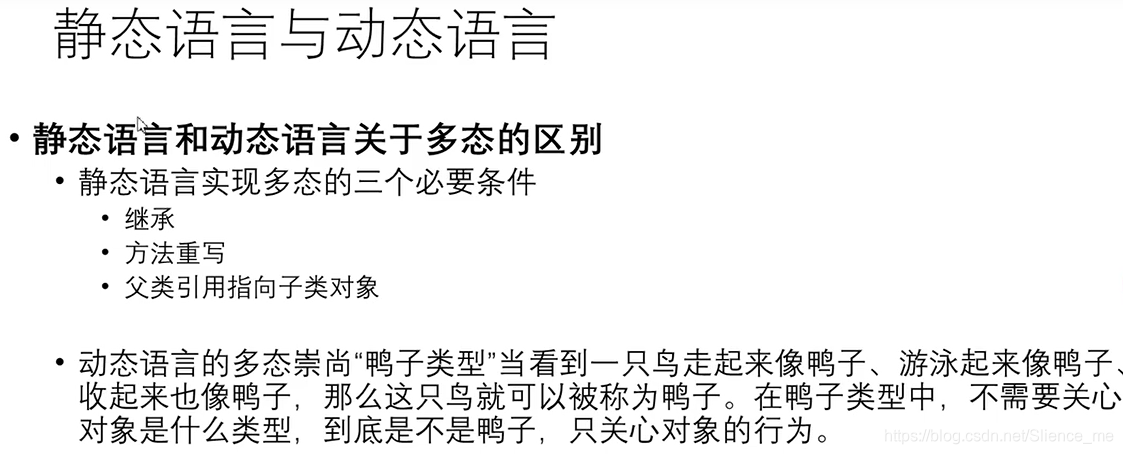 静态语言与动态语言
• 静态语言和动态语言关于多态的区别
• 静态语言实现多态的三个必要条件
• 继承
• 方法重写
• 父类引用指向子类对象
• 动态语言的多态崇尚“鸭子类型”当看到一只鸟走起来像鸭子、游泳起来像鸭子、
收起来也像鸭子，那么这只鸟就可以被称为鸭子。在鸭子类型中，不需要关心
对象是什么类型，到底是不是鸭子，只关心对象的行为。
https://blog.csdn.net/Slience_me